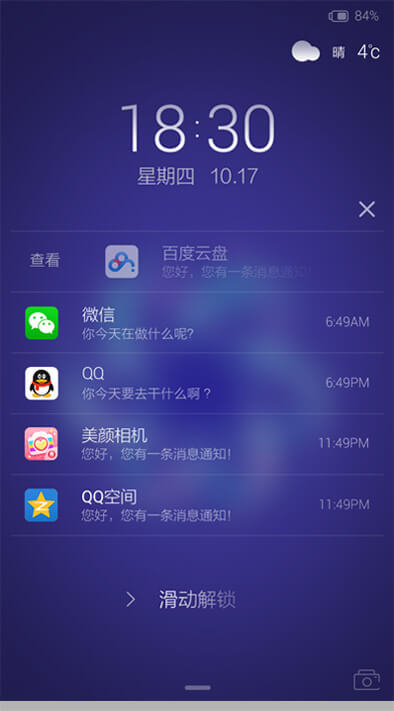 84%
晴 4℃
18:30
星期四 10.17
查看
百度云盘
您好，您有一条消息通知!
微信
你今天在做什么呢?
6:49AM
QQ
你今天要去干什么啊？
6:49PM
美颜相机
您好，您有一条消息通知!
11:49PM
QQ空间
您好，您有一条消息通知!
11:49PM
滑动解锁